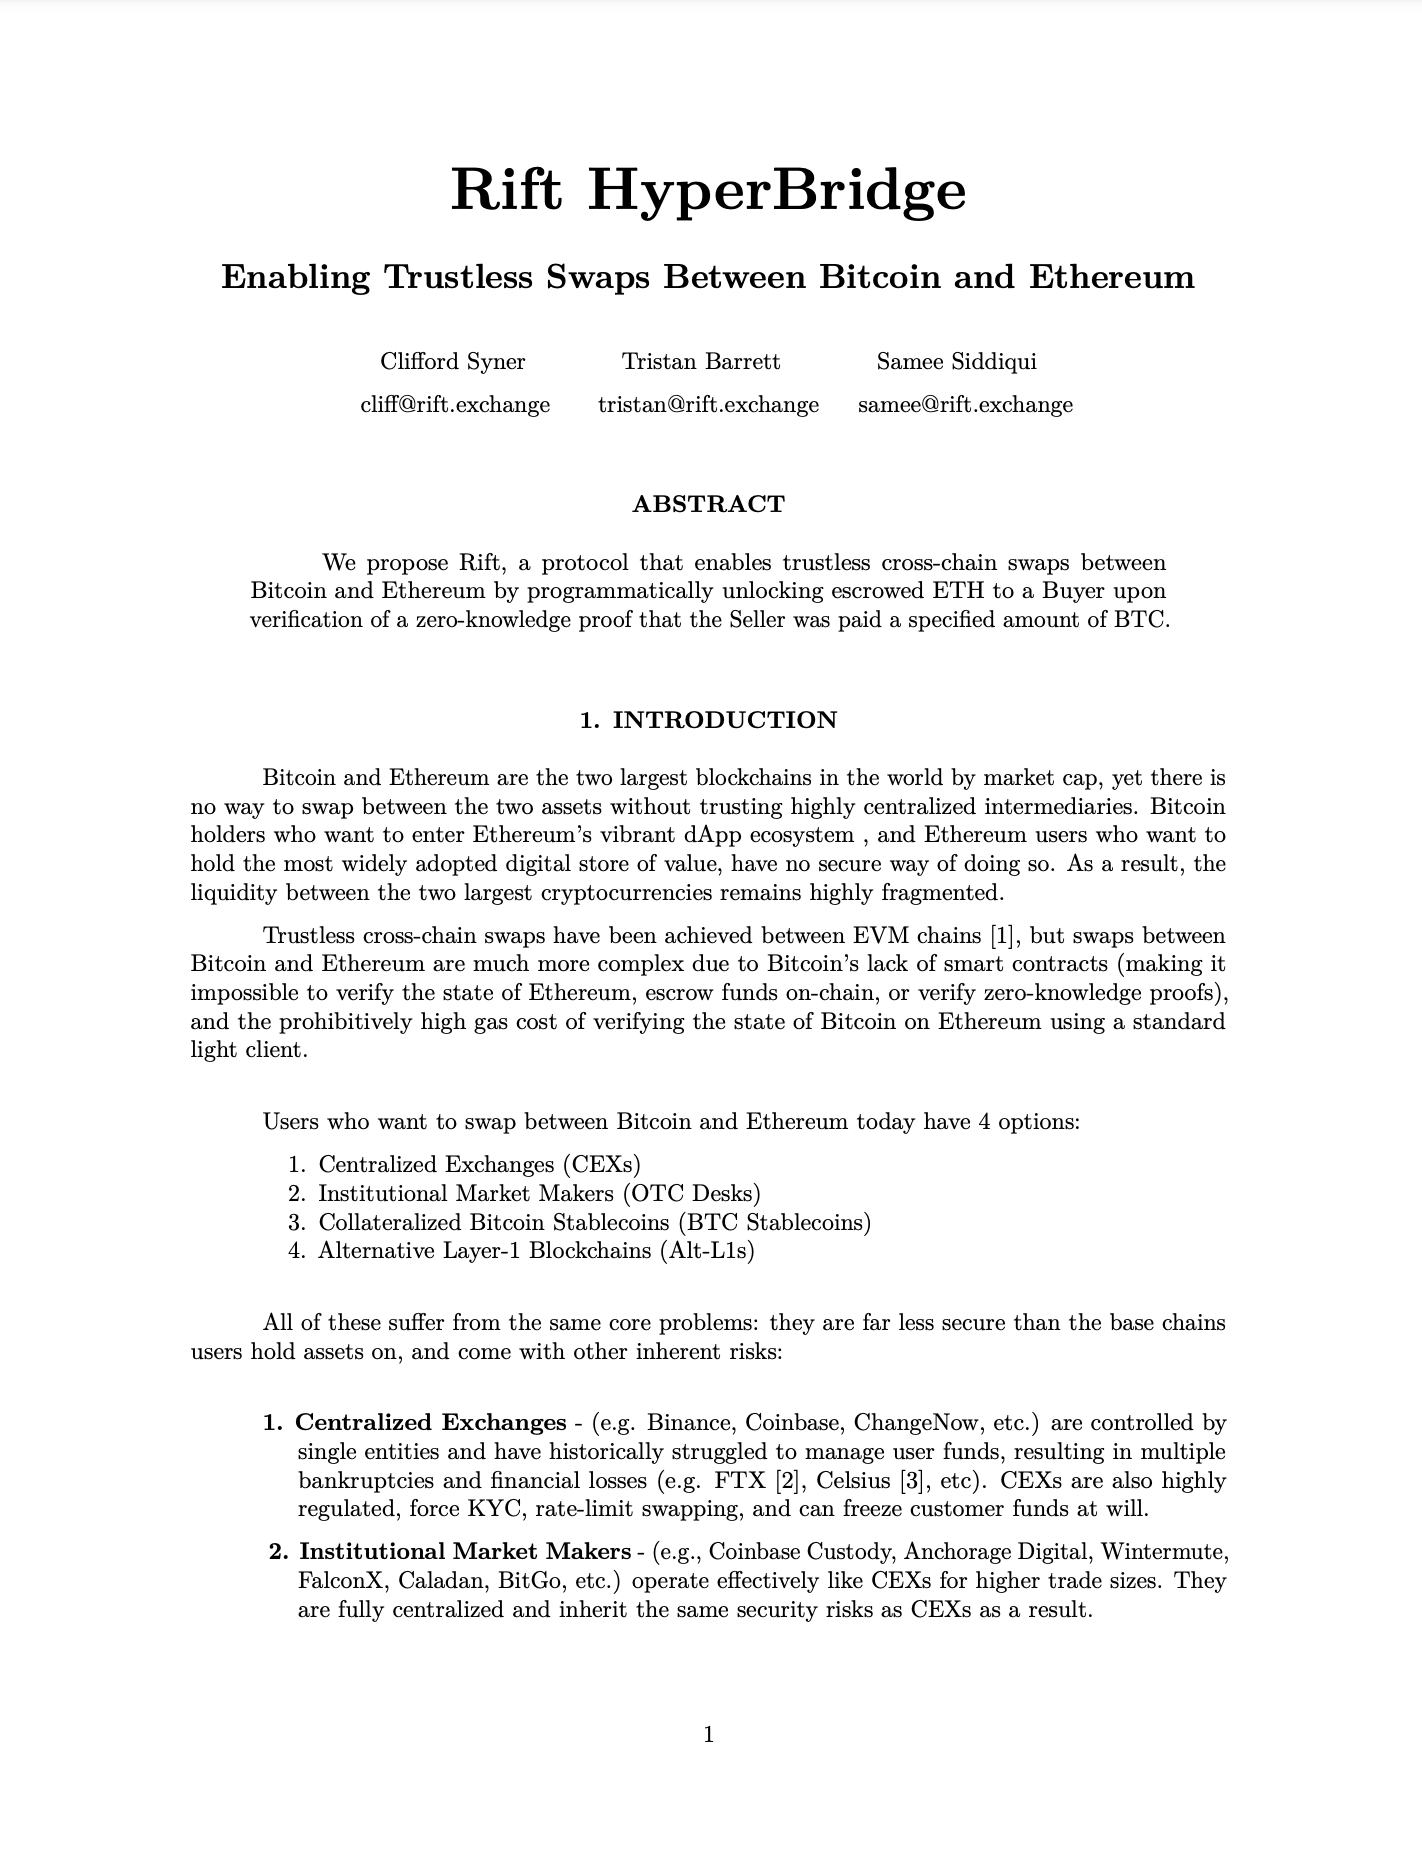 Rift HyperBridge
Enabling Trustless Swaps Between Bitcoin and Ethereum
Clifford Syner Tristan Barrett Samee Siddiqui
cliff@rift.exchange tristan@rift.exchange samee@rift.exchange
ABSTRACT
We propose Rift, a protocol that enables trustless cross-chain swaps between
Bitcoin and Ethereum by programmatically unlocking escrowed ETH to a Buyer upon
verification of a zero-knowledge proof that the Seller was paid a specified amount of BTC.
1. INTRODUCTION
Bitcoin and Ethereum are the two largest blockchains in the world by market cap, yet there is
no way to swap between the two assets without trusting highly centralized intermediaries. Bitcoin
holders who want to enter Ethereum's vibrant dApp ecosystem , and Ethereum users who want to
hold the most widely adopted digital store of value, have no secure way of doing so. As a result, the
liquidity between the two largest cryptocurrencies remains highly fragmented.
Trustless cross-chain swaps have been achieved between EVM chains [1], but swaps between
Bitcoin and Ethereum are much more complex due to Bitcoin's lack of smart contracts (making it
impossible to verify the state of Ethereum, escrow funds on-chain, or verify zero-knowledge proofs),
and the prohibitively high gas cost of verifying the state of Bitcoin on Ethereum using a standard
light client.
Users who want to swap between Bitcoin and Ethereum today have 4 options:
1. Centralized Exchanges (CEXs)
2. Institutional Market Makers (OTC Desks)
3. Collateralized Bitcoin Stablecoins (BTC Stablecoins)
4. Alternative Layer-1 Blockchains (Alt-L1s)
All of these suffer from the same core problems: they are far less secure than the base chains
users hold assets on, and come with other inherent risks:
1. Centralized Exchanges - (e.g. Binance, Coinbase, ChangeNow, etc.) are controlled by
single entities and have historically struggled to manage user funds, resulting in multiple
bankruptcies and financial losses (e.g. FTX [2], Celsius [3], etc). CEXs are also highly
regulated, force KYC, rate-limit swapping, and can freeze customer funds at will.
2. Institutional Market Makers - (e.g., Coinbase Custody, Anchorage Digital, Wintermute,
FalconX, Caladan, BitGo, etc.) operate effectively like CEXs for higher trade sizes. They
are fully centralized and inherit the same security risks as CEXs as a result.
1